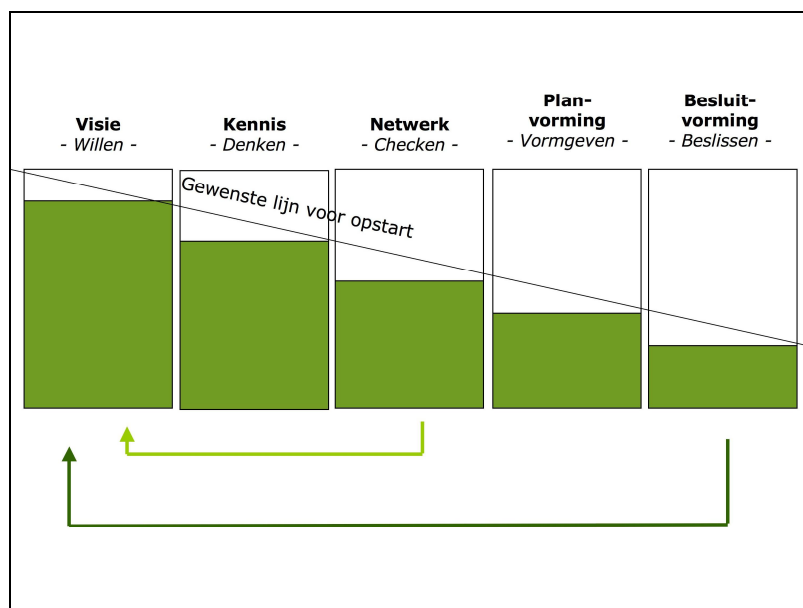 Visie
- Willen -
Kennis
- Denken -
Netwerk
- Checken -
Plan-
vorming
- Vormgeven -
Besluit-
vorming
- Beslissen -
Gewenste lijn voor opstart